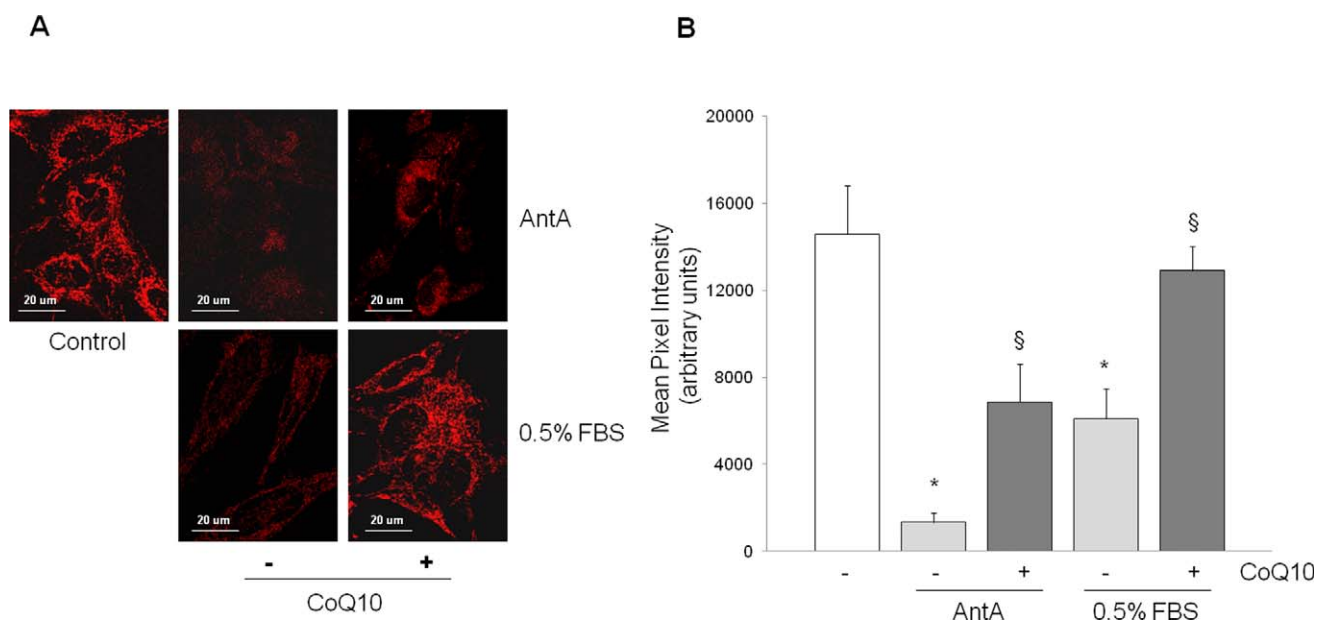 A
B
20 um
20 um
20 um
AntA
Control
20 um
20 um
0.5% FBS
- +
CoQ10
Mean Pixel Intensity
(arbitrary units)
20000
16000
12000
8000
4000
0
*
§
*
§
- - + - + CoQ10
AntA 0.5% FBS